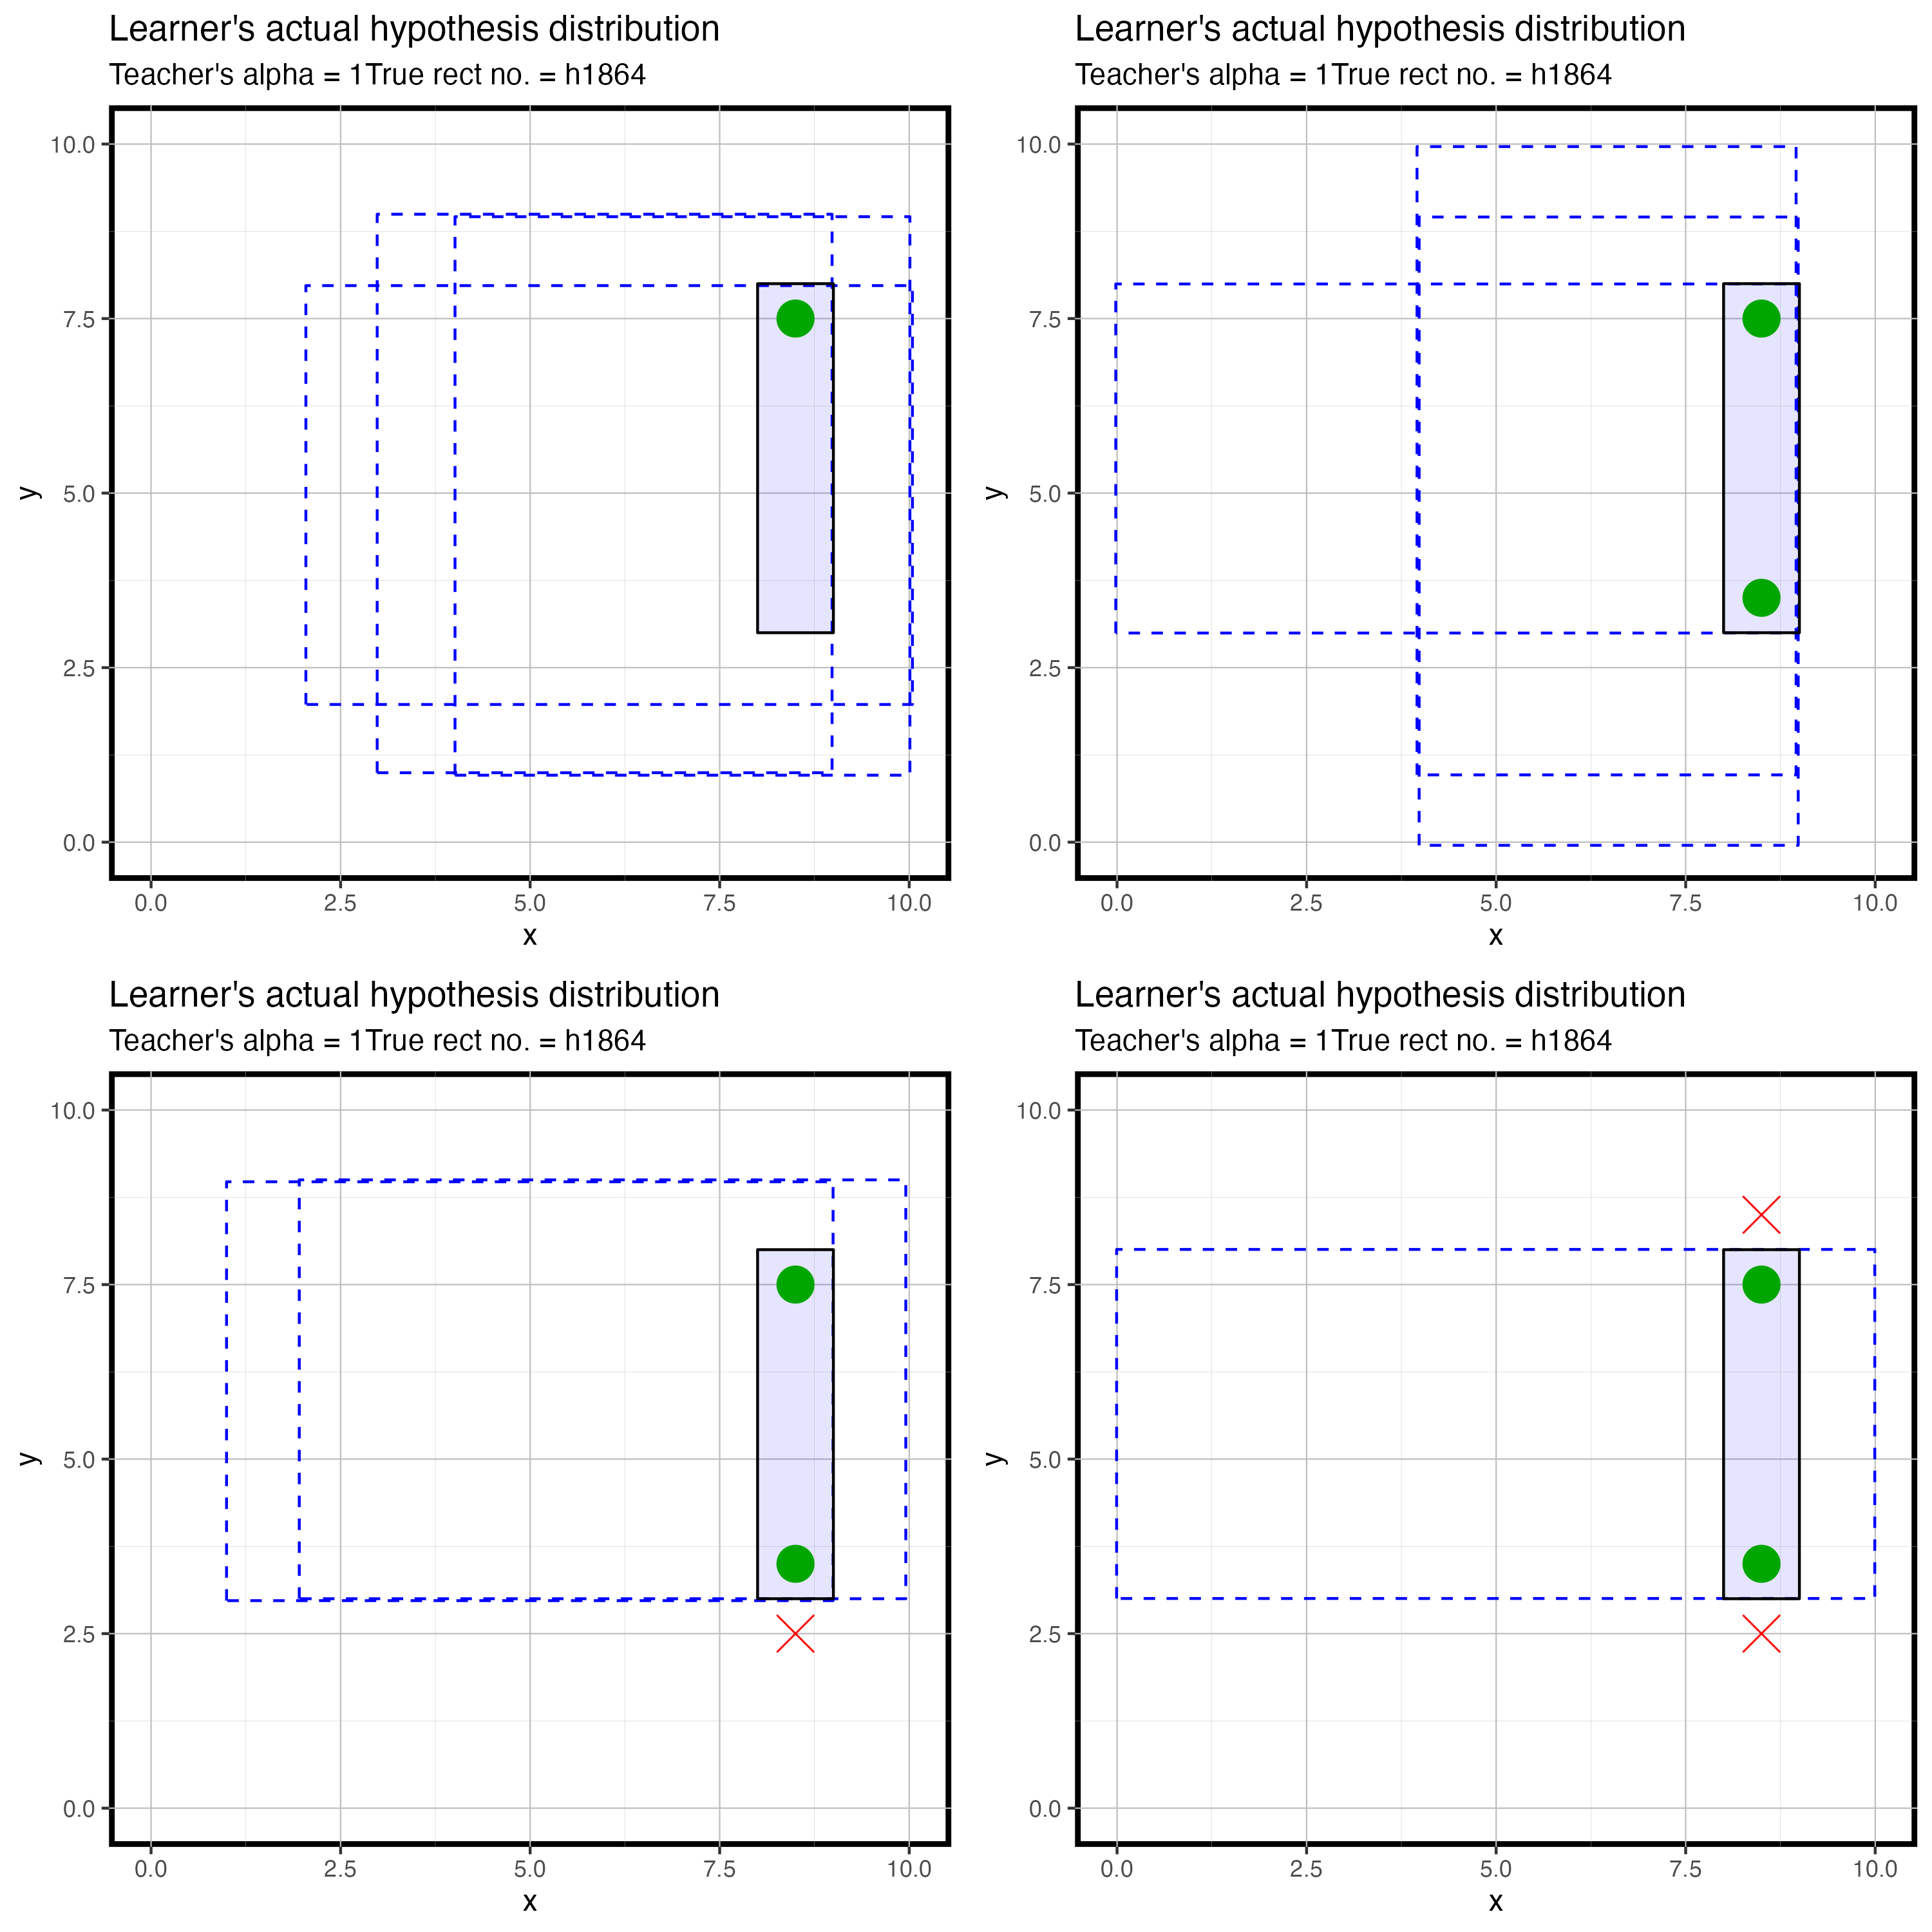 Learner's actual hypothesis distribution
Teacher's alpha = 1True rect no. = h1864
10.0
7.5
5.0
2.5
0.0
y
0.0 2.5 5.0 7.5 10.0
x
Learner's actual hypothesis distribution
Teacher's alpha = 1True rect no. = h1864
10.0
7.5
5.0
2.5
0.0
y
0.0 2.5 5.0 7.5 10.0
x
Learner's actual hypothesis distribution
Teacher's alpha = 1True rect no. = h1864
10.0
7.5
5.0
2.5
0.0
y
0.0 2.5 5.0 7.5 10.0
x
Learner's actual hypothesis distribution
Teacher's alpha = 1True rect no. = h1864
10.0
7.5
5.0
2.5
0.0
y
0.0 2.5 5.0 7.5 10.0
x